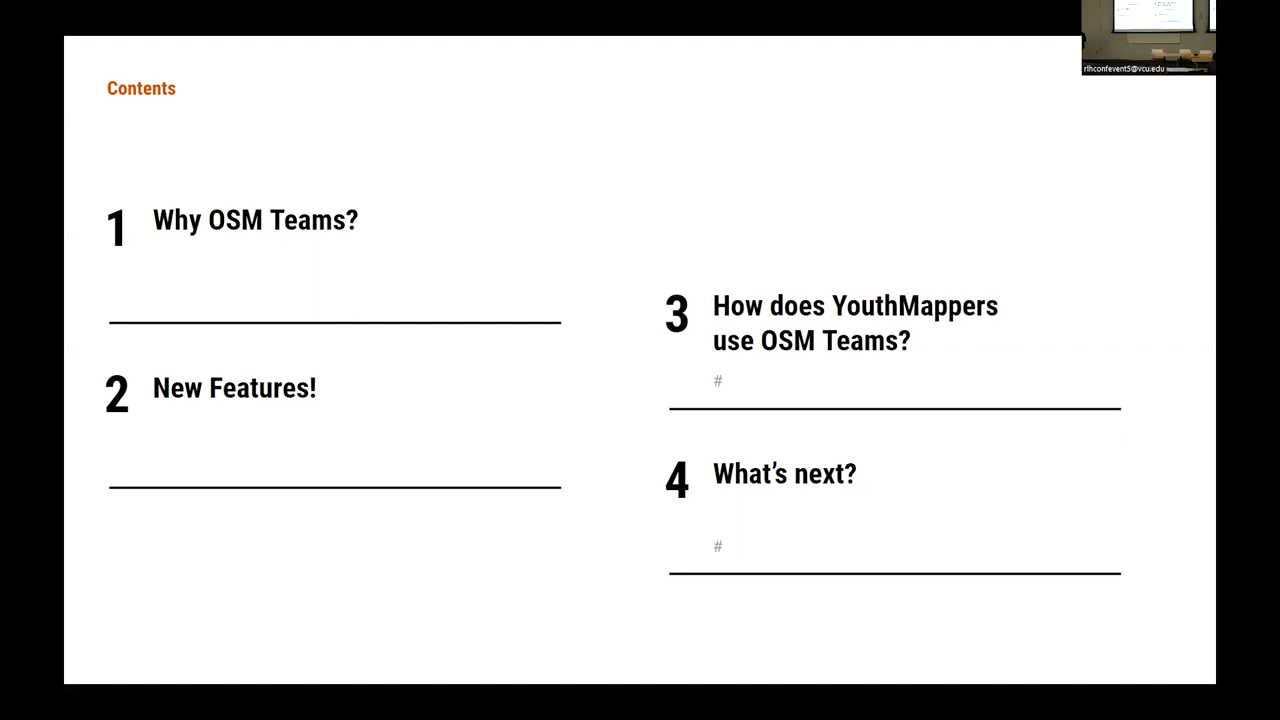 Contents
1
Why OSM Teams?
2
New Features!
3
How does YouthMappers
use OSM Teams?
#
4
What's next?
#
rlhconfevent5@vcu.edu